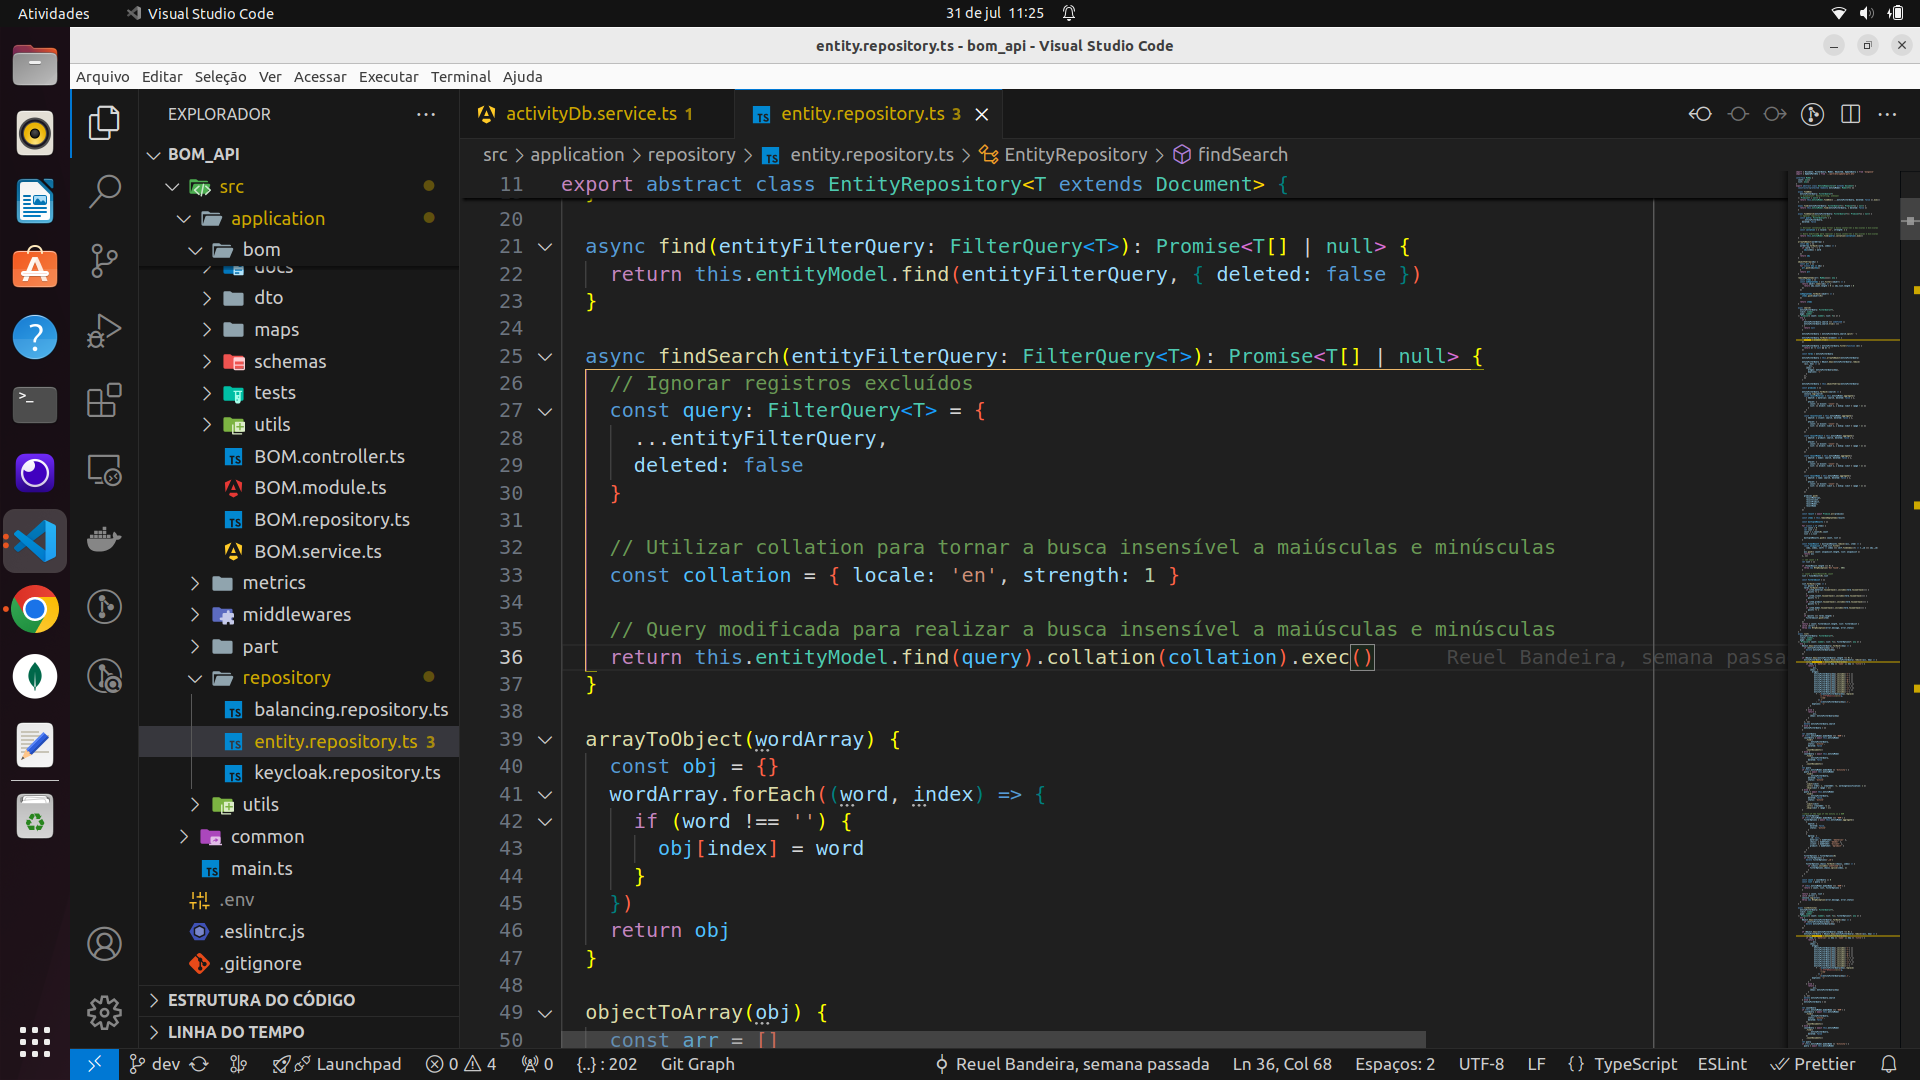 Atividades
Visual Studio Code
31 de jul 11:25
entity.repository.ts - bom_api - Visual Studio Code
Arquivo Editar Seleção Ver Acessar Executar Terminal Ajuda
EXPLORADOR
BOM_API
src
application
bom
docs
dto
maps
schemas
tests
utils
BOM.controller.ts
BOM.module.ts
BOM.repository.ts
BOM.service.ts
metrics
middlewares
part
repository
balancing.repository.ts
entity.repository.ts 3
keycloak.repository.ts
utils
common
main.ts
.env
.eslintrc.js
.gitignore
ESTRUTURA DO CÓDIGO
LINHA DO TEMPO
activityDb.service.ts 1
entity.repository.ts 3
src > application > repository > entity.repository.ts > EntityRepository > findSearch
11 export abstract class EntityRepository<T extends Document> {
20
21 async find(entityFilterQuery: FilterQuery<T>): Promise<T[] | null> {
22 return this.entityModel.find(entityFilterQuery, { deleted: false })
23 }
24
25 async findSearch(entityFilterQuery: FilterQuery<T>): Promise<T[] | null> {
26 // Ignorar registros excluídos
27 const query: FilterQuery<T> = {
28 ...entityFilterQuery,
29 deleted: false
30 }
31
32 // Utilizar collation para tornar a busca insensível a maiúsculas e minúsculas
33 const collation = { locale: 'en', strength: 1 }
34
35 // Query modificada para realizar a busca insensível a maiúsculas e minúsculas
36 return this.entityModel.find(query).collation(collation).exec() Reuel Bandeira, semana passa
37 }
38
39 arrayToObject(wordArray) {
40 const obj = {}
41 wordArray.forEach((word, index) => {
42 if (word !== '') {
43 obj[index] = word
44 }
45 })
46 return obj
47 }
48
49 objectToArray(obj) {
50 const arr = []
dev
Launchpad
0 4
0
{..} : 202
Git Graph
Reuel Bandeira, semana passada
Ln 36, Col 68
Espaços: 2
UTF-8
LF
{ } TypeScript
ESLint
Prettier